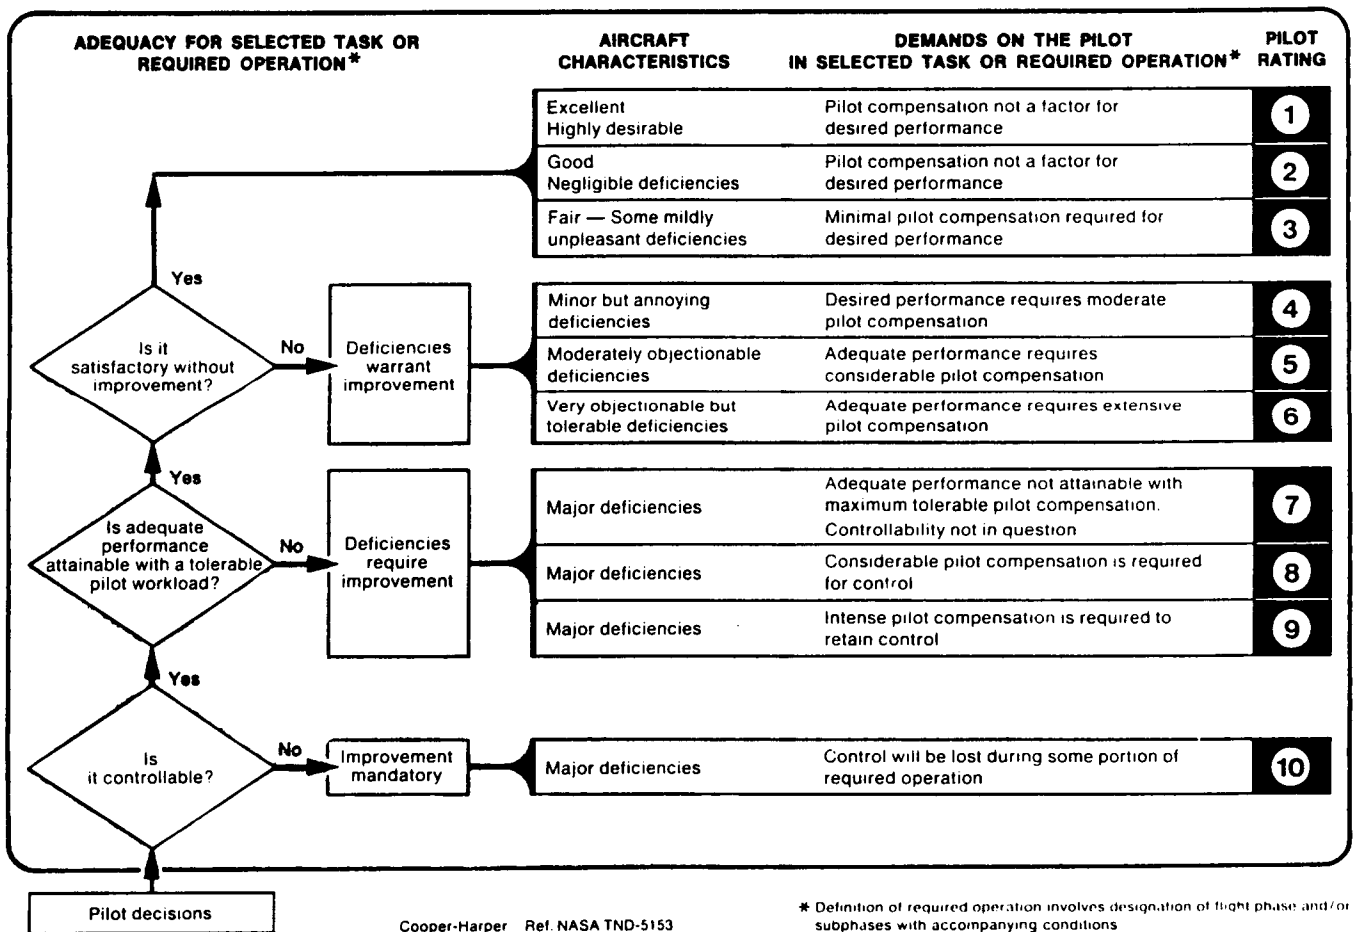 ADEQUACY FOR SELECTED TASK OR
REQUIRED OPERATION*
AIRCRAFT
CHARACTERISTICS
DEMANDS ON THE PILOT
IN SELECTED TASK OR REQUIRED OPERATION*
PILOT
RATING
Excellent
Highly desirable
Pilot compensation not a factor for
desired performance
1
Good
Negligible deficiencies
Pilot compensation not a factor for
desired performance
2
Fair — Some mildly
unpleasant deficiencies
Minimal pilot compensation required for
desired performance
3
Yes
Is it
satisfactory without
improvement?
No
Deficiencies
warrant
improvement
Minor but annoying
deficiencies
Desired performance requires moderate
pilot compensation
4
Moderately objectionable
deficiencies
Adequate performance requires
considerable pilot compensation
5
Very objectionable but
tolerable deficiencies
Adequate performance requires extensive
pilot compensation
6
Yes
Is adequate
performance
attainable with a tolerable
pilot workload?
No
Deficiencies
require
improvement
Major deficiencies
Adequate performance not attainable with
maximum tolerable pilot compensation.
Controllability not in question
7
Major deficiencies
Considerable pilot compensation is required
for control
8
Major deficiencies
Intense pilot compensation is required to
retain control
9
Yes
Is
it controllable?
No
Improvement
mandatory
Major deficiencies
Control will be lost during some portion of
required operation
10
Pilot decisions
Cooper-Harper Ref. NASA TND-5153
* Definition of required operation involves designation of flight phase and/or
subphases with accompanying conditions